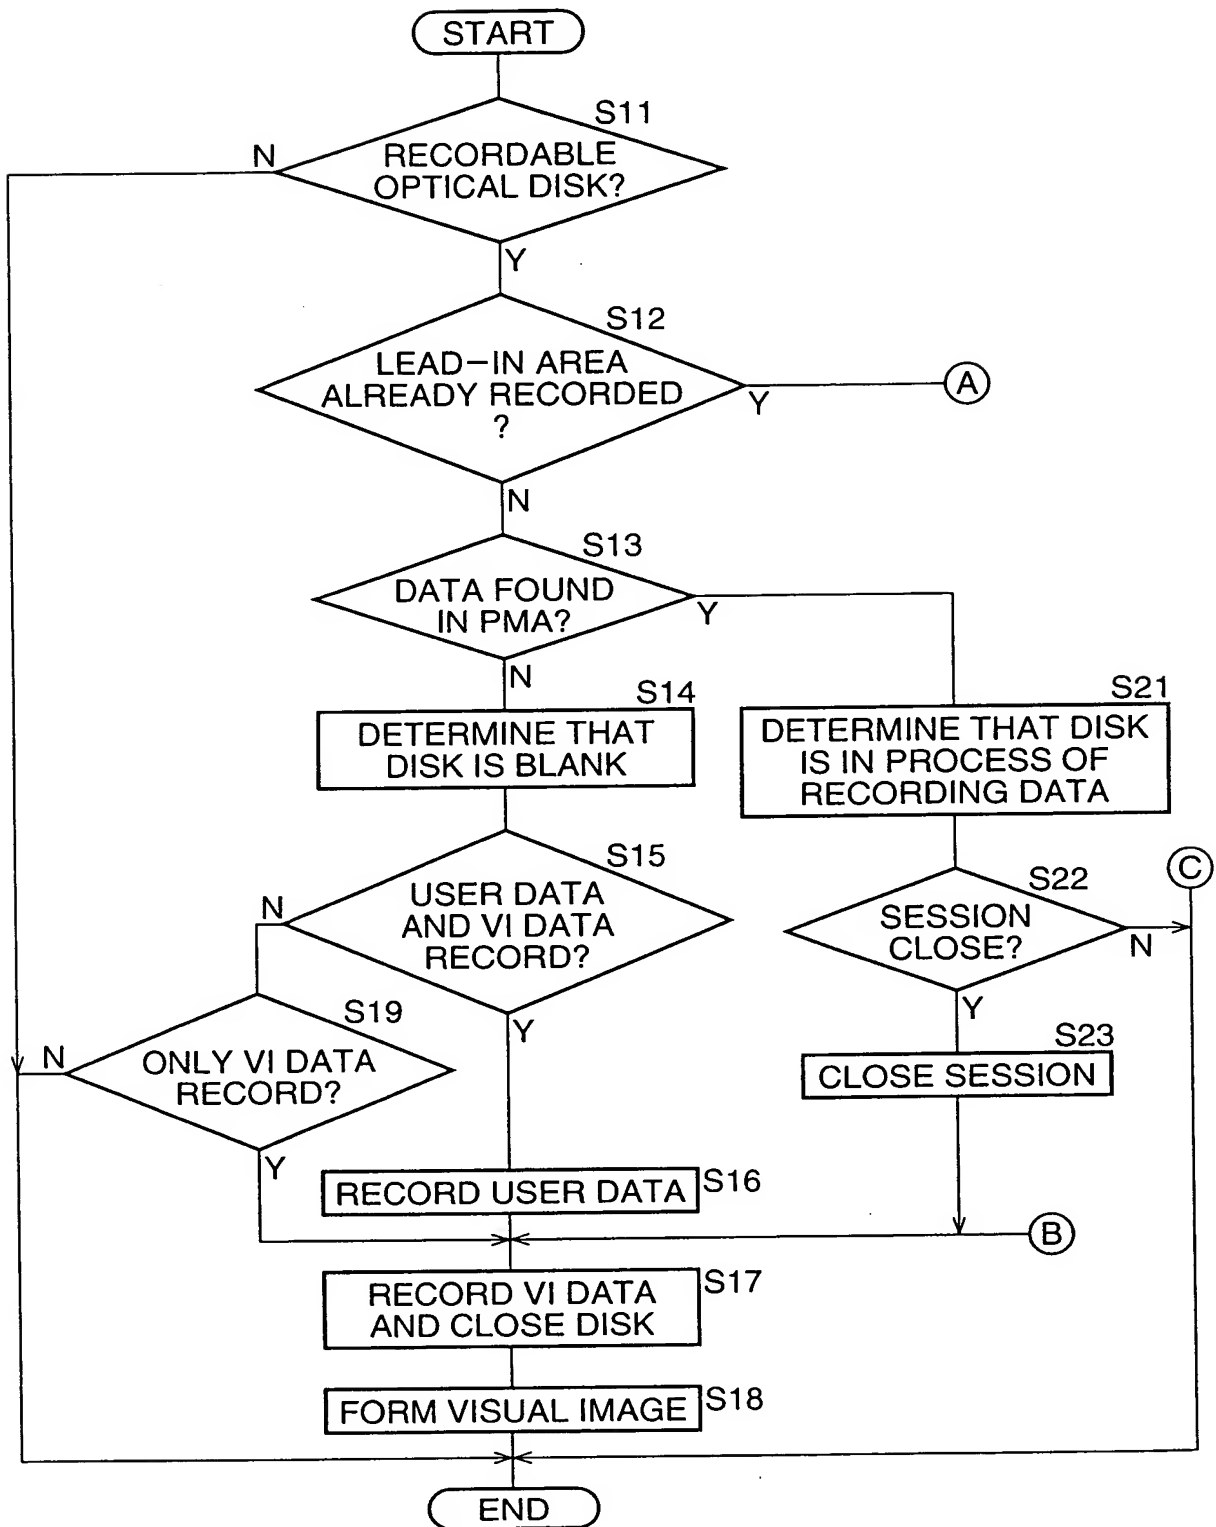 START
S11
N
RECORDABLE
OPTICAL DISK?
Y
S12
LEAD-IN AREA
ALREADY RECORDED
?
Y
A
N
S13
DATA FOUND
IN PMA?
Y
N
S14
DETERMINE THAT
DISK IS BLANK
S21
DETERMINE THAT DISK
IS IN PROCESS OF
RECORDING DATA
S15
N
USER DATA
AND VI DATA
RECORD?
Y
S22
SESSION
CLOSE?
N
Y
C
S19
N
ONLY VI DATA
RECORD?
Y
S23
CLOSE SESSION
RECORD USER DATA
S16
B
RECORD VI DATA
AND CLOSE DISK
S17
FORM VISUAL IMAGE
S18
END